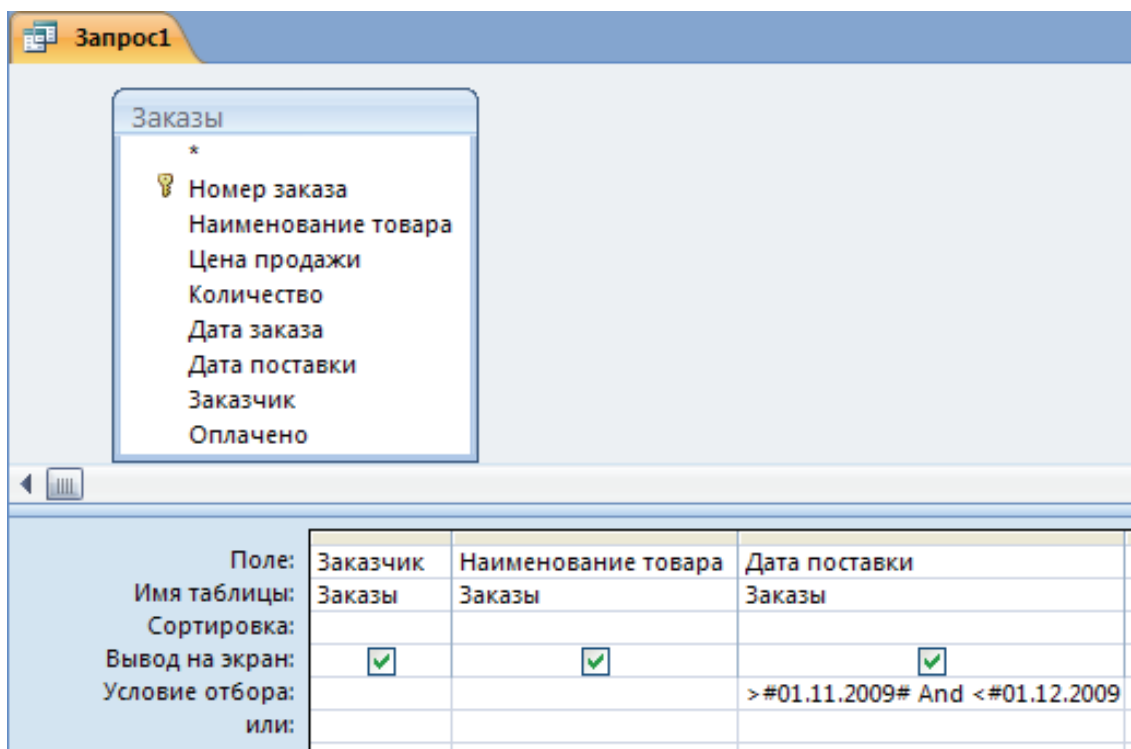 Запрос1
Заказы
*
Номер заказа
Наименование товара
Цена продажи
Количество
Дата заказа
Дата поставки
Заказчик
Оплачено
Поле: Заказчик Наименование товара Дата поставки
Имя таблицы: Заказы Заказы Заказы
Сортировка:
Вывод на экран:
Условие отбора: >#01.11.2009# And <#01.12.2009
или: